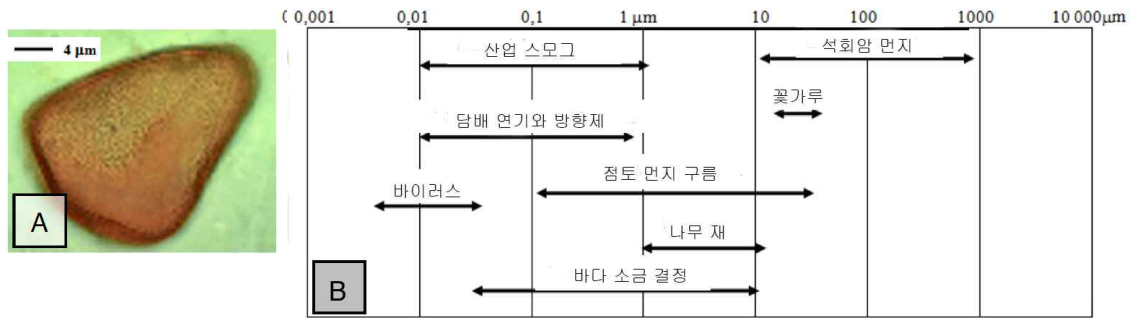 0,001 0,01 0,1 1 μm 10 100 1000 10 000μm
4 μm
산업 스모그
석회암 먼지
꽃가루
담배 연기와 방향제
점토 먼지 구름
바이러스
나무 재
바다 소금 결정
A
B